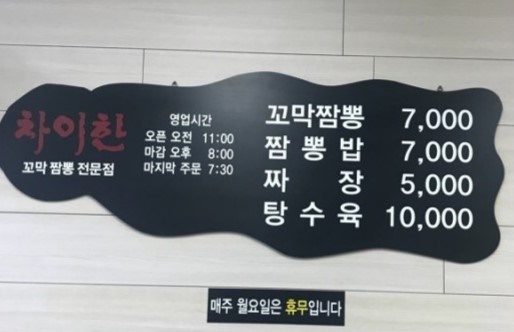 차이한
꼬막 짬뽕 전문점
영업시간
오픈 오전 11:00
마감 오후 8:00
마지막 주문 7:30
꼬막짬뽕 7,000
짬뽕밥 7,000
짜장 5,000
탕수육 10,000
매주 월요일은 휴무입니다